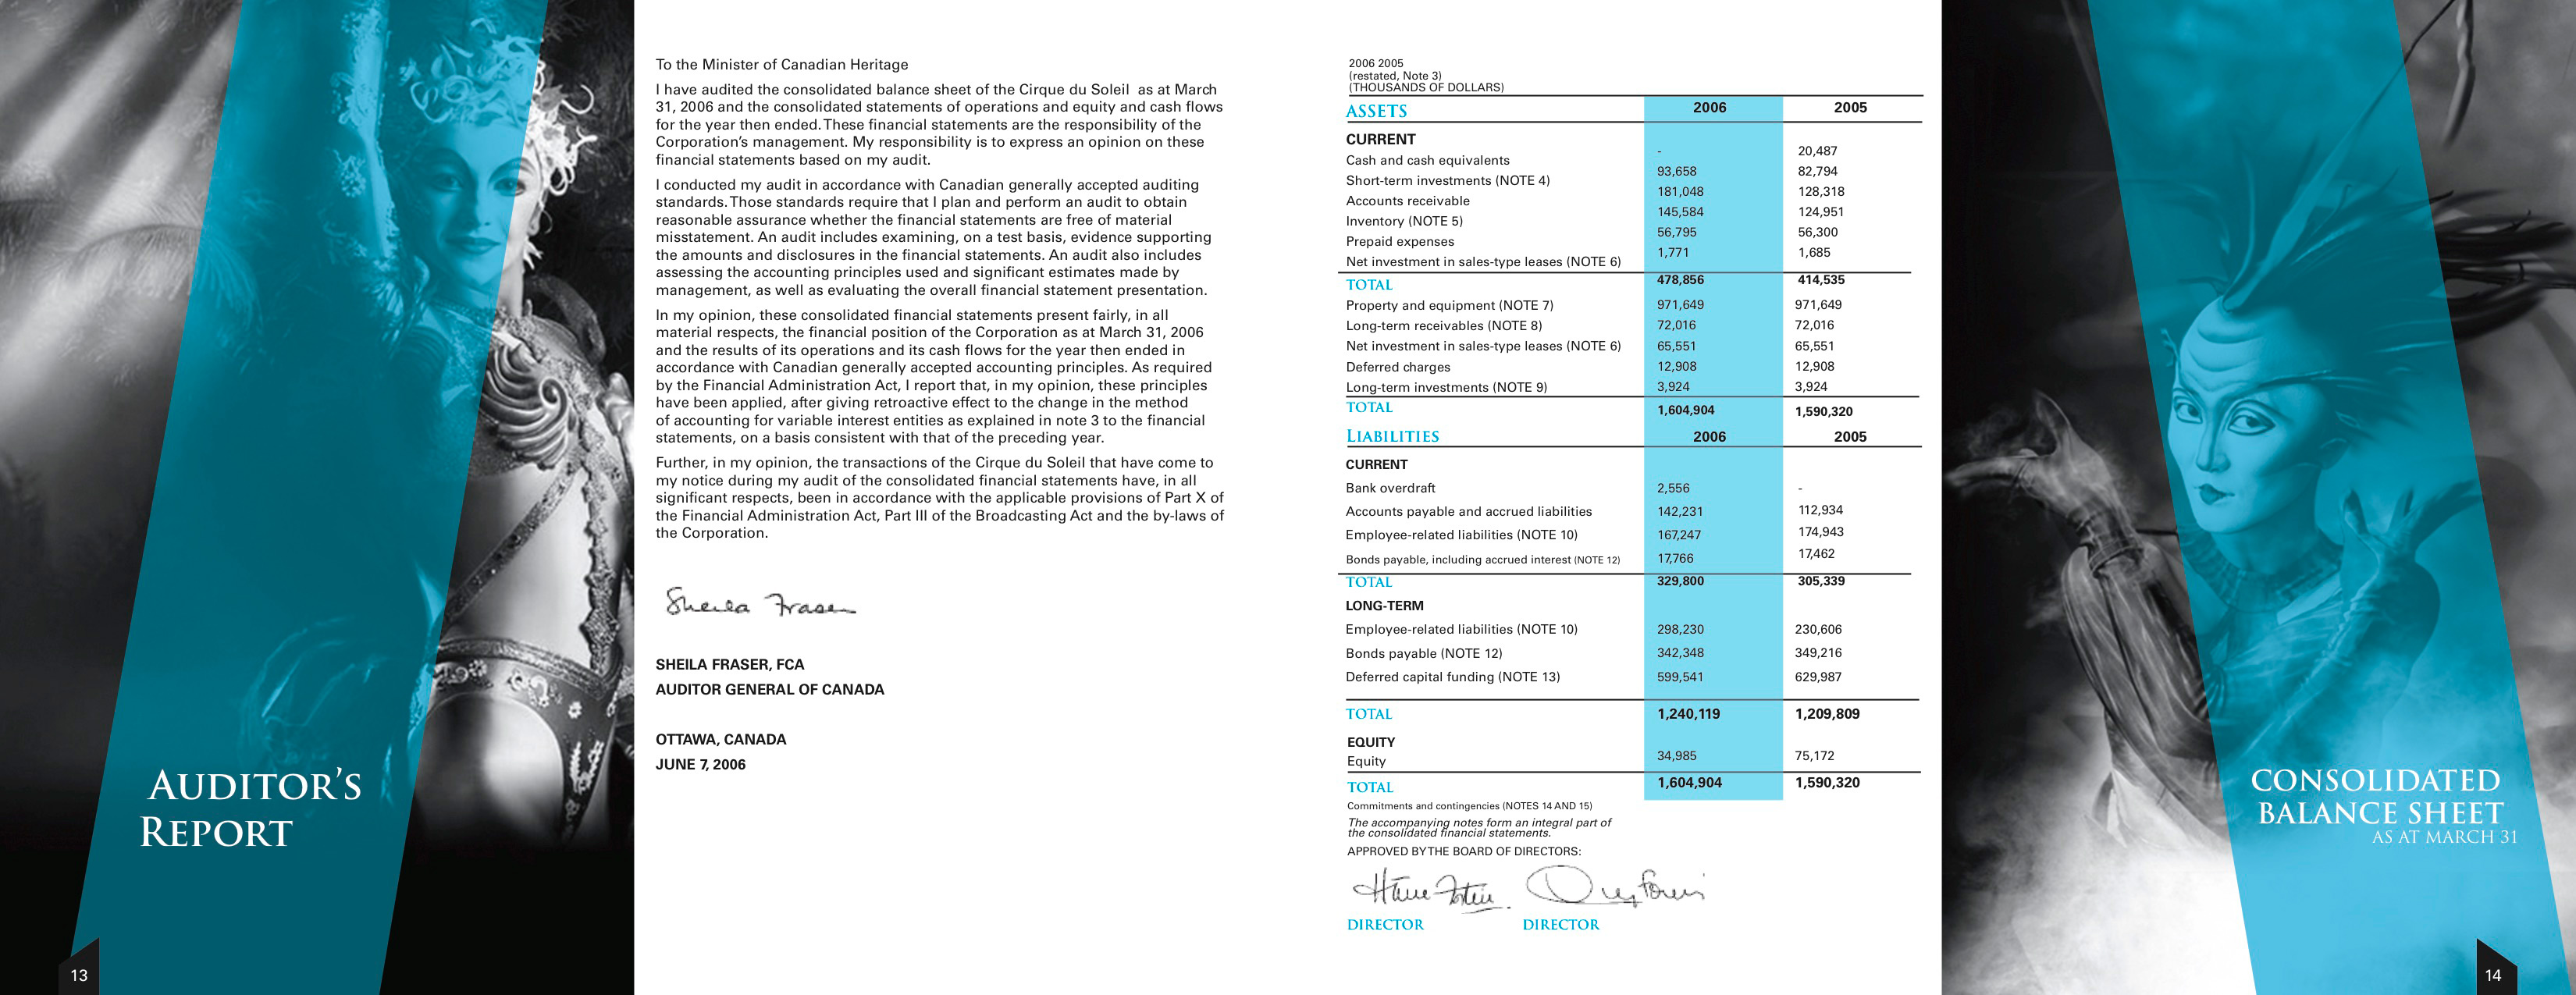 To the Minister of Canadian Heritage
I have audited the consolidated balance sheet of the Cirque du Soleil as at March
31, 2006 and the consolidated statements of operations and equity and cash flows
for the year then ended. These financial statements are the responsibility of the
Corporation's management. My responsibility is to express an opinion on these
financial statements based on my audit.
I conducted my audit in accordance with Canadian generally accepted auditing
standards. Those standards require that I plan and perform an audit to obtain
reasonable assurance whether the financial statements are free of material
misstatement. An audit includes examining, on a test basis, evidence supporting
the amounts and disclosures in the financial statements. An audit also includes
assessing the accounting principles used and significant estimates made by
management, as well as evaluating the overall financial statement presentation.
In my opinion, these consolidated financial statements present fairly, in all
material respects, the financial position of the Corporation as at March 31, 2006
and the results of its operations and its cash flows for the year then ended in
accordance with Canadian generally accepted accounting principles. As required
by the Financial Administration Act, I report that, in my opinion, these principles
have been applied, after giving retroactive effect to the change in the method
of accounting for variable interest entities as explained in note 3 to the financial
statements, on a basis consistent with that of the preceding year.
Further, in my opinion, the transactions of the Cirque du Soleil that have come to
my notice during my audit of the consolidated financial statements have, in all
significant respects, been in accordance with the applicable provisions of Part X of
the Financial Administration Act, Part III of the Broadcasting Act and the by-laws of
the Corporation.
Sheila Fraser
SHEILA FRASER, FCA
AUDITOR GENERAL OF CANADA
OTTAWA, CANADA
JUNE 7, 2006
AUDITOR'S
REPORT
13
2006 2005
(restated, Note 3)
(THOUSANDS OF DOLLARS)
ASSETS 2006 2005
CURRENT
Cash and cash equivalents - 20,487
Short-term investments (NOTE 4) 93,658 82,794
Accounts receivable 181,048 128,318
Inventory (NOTE 5) 145,584 124,951
Prepaid expenses 56,795 56,300
Net investment in sales-type leases (NOTE 6) 1,771 1,685
TOTAL 478,856 414,535
Property and equipment (NOTE 7) 971,649 971,649
Long-term receivables (NOTE 8) 72,016 72,016
Net investment in sales-type leases (NOTE 6) 65,551 65,551
Deferred charges 12,908 12,908
Long-term investments (NOTE 9) 3,924 3,924
TOTAL 1,604,904 1,590,320
LIABILITIES 2006 2005
CURRENT
Bank overdraft 2,556 -
Accounts payable and accrued liabilities 142,231 112,934
Employee-related liabilities (NOTE 10) 167,247 174,943
Bonds payable, including accrued interest (NOTE 12) 17,766 17,462
TOTAL 329,800 305,339
LONG-TERM
Employee-related liabilities (NOTE 10) 298,230 230,606
Bonds payable (NOTE 12) 342,348 349,216
Deferred capital funding (NOTE 13) 599,541 629,987
TOTAL 1,240,119 1,209,809
EQUITY
Equity 34,985 75,172
TOTAL 1,604,904 1,590,320
Commitments and contingencies (NOTES 14 AND 15)
The accompanying notes form an integral part of
the consolidated financial statements.
APPROVED BY THE BOARD OF DIRECTORS:
DIRECTOR DIRECTOR
CONSOLIDATED
BALANCE SHEET
AS AT MARCH 31
14